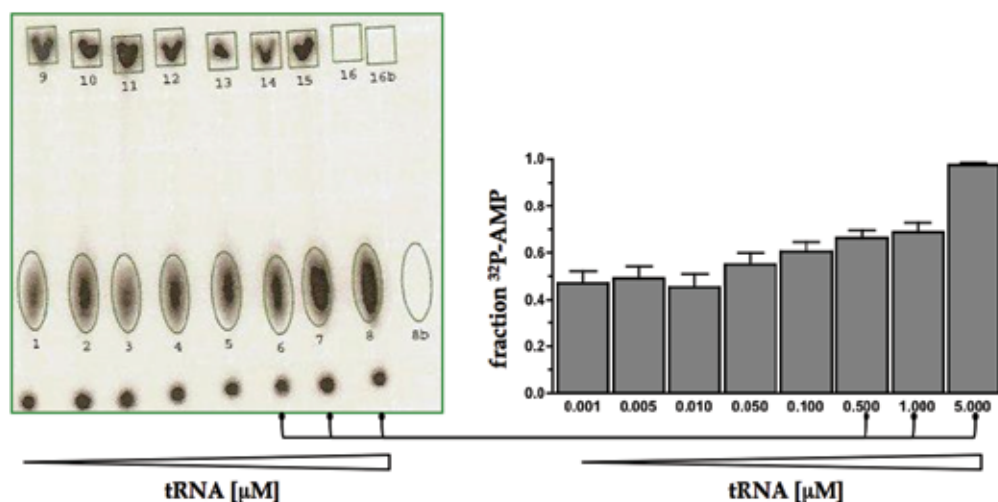 9 10 11 12 13 14 15 16 16b
1 2 3 4 5 6 7 8 8b
tRNA [μM]
fraction ³²P-AMP
1.0
0.8
0.6
0.4
0.2
0.0
0.001 0.005 0.010 0.050 0.100 0.500 1.000 5.000
tRNA [μM]